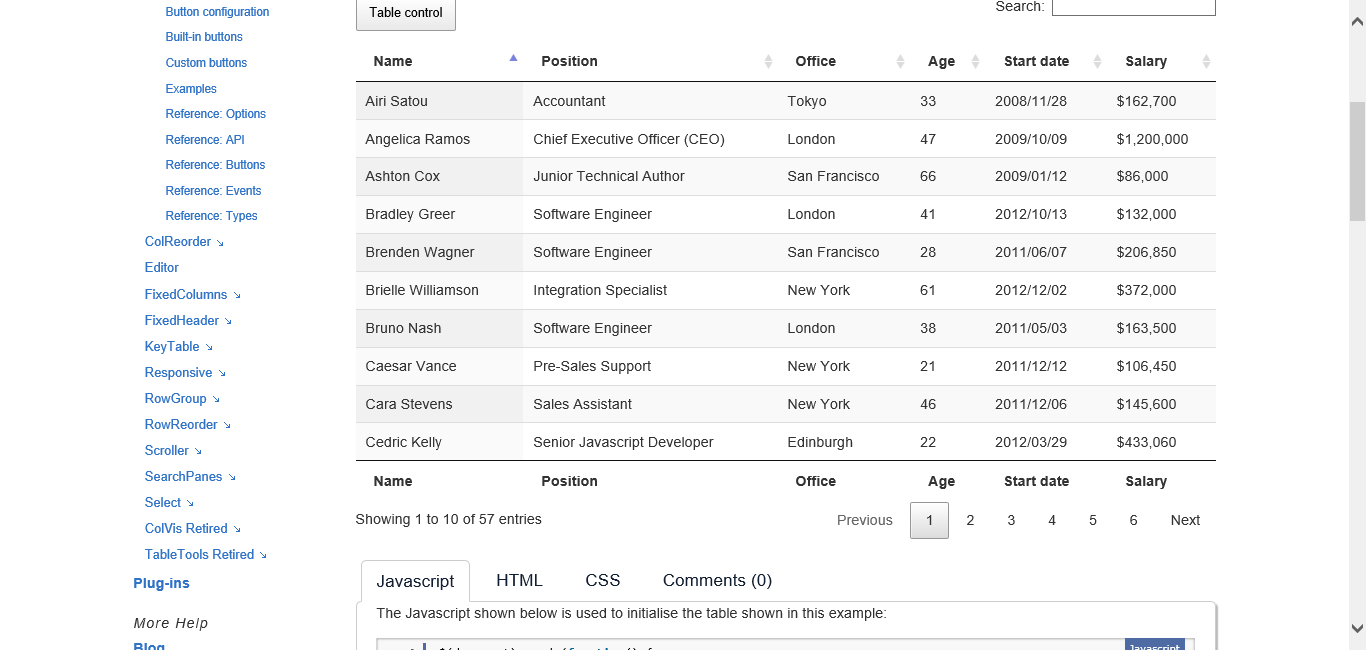 Button configuration
Built-in buttons
Custom buttons
Examples
Reference: Options
Reference: API
Reference: Buttons
Reference: Events
Reference: Types
ColReorder
Editor
FixedColumns
FixedHeader
KeyTable
Responsive
RowGroup
RowReorder
Scroller
SearchPanes
Select
ColVis Retired
TableTools Retired
Plug-ins
More Help
Blog
Table control
Search:
Name Position Office Age Start date Salary
Airi Satou Accountant Tokyo 33 2008/11/28 $162,700
Angelica Ramos Chief Executive Officer (CEO) London 47 2009/10/09 $1,200,000
Ashton Cox Junior Technical Author San Francisco 66 2009/01/12 $86,000
Bradley Greer Software Engineer London 41 2012/10/13 $132,000
Brenden Wagner Software Engineer San Francisco 28 2011/06/07 $206,850
Brielle Williamson Integration Specialist New York 61 2012/12/02 $372,000
Bruno Nash Software Engineer London 38 2011/05/03 $163,500
Caesar Vance Pre-Sales Support New York 21 2011/12/12 $106,450
Cara Stevens Sales Assistant New York 46 2011/12/06 $145,600
Cedric Kelly Senior Javascript Developer Edinburgh 22 2012/03/29 $433,060
Name Position Office Age Start date Salary
Showing 1 to 10 of 57 entries
Previous 1 2 3 4 5 6 Next
Javascript HTML CSS Comments (0)
The Javascript shown below is used to initialise the table shown in this example:
Javascript